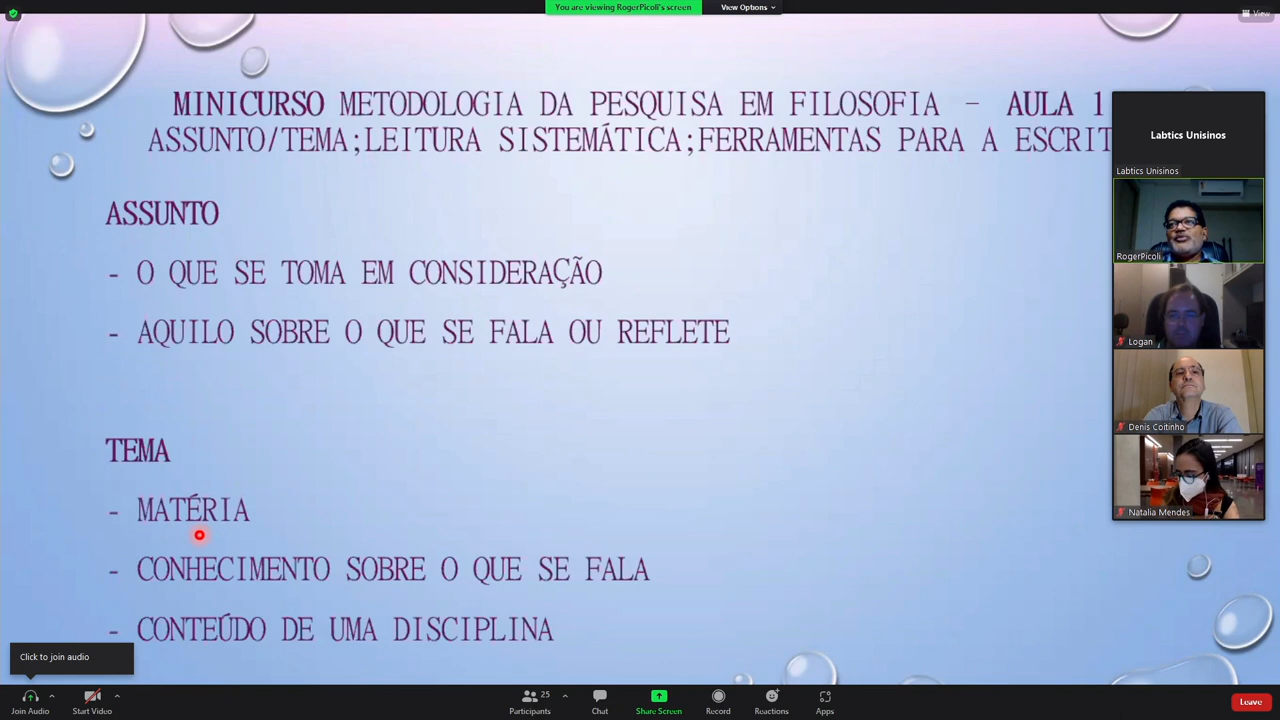 You are viewing RogerPicoli's screen
View Options
View
MINICURSO METODOLOGIA DA PESQUISA EM FILOSOFIA – AULA 1
ASSUNTO/TEMA;LEITURA SISTEMÁTICA;FERRAMENTAS PARA A ESCRIT
ASSUNTO
- O QUE SE TOMA EM CONSIDERAÇÃO
- AQUILO SOBRE O QUE SE FALA OU REFLETE
TEMA
- MATÉRIA
- CONHECIMENTO SOBRE O QUE SE FALA
- CONTEÚDO DE UMA DISCIPLINA
Labtics Unisinos
Labtics Unisinos
RogerPicoli
Logan
Denis Coitinho
Natalia Mendes
Click to join audio
Join Audio
Start Video
25
Participants
Chat
Share Screen
Record
Reactions
Apps
Leave